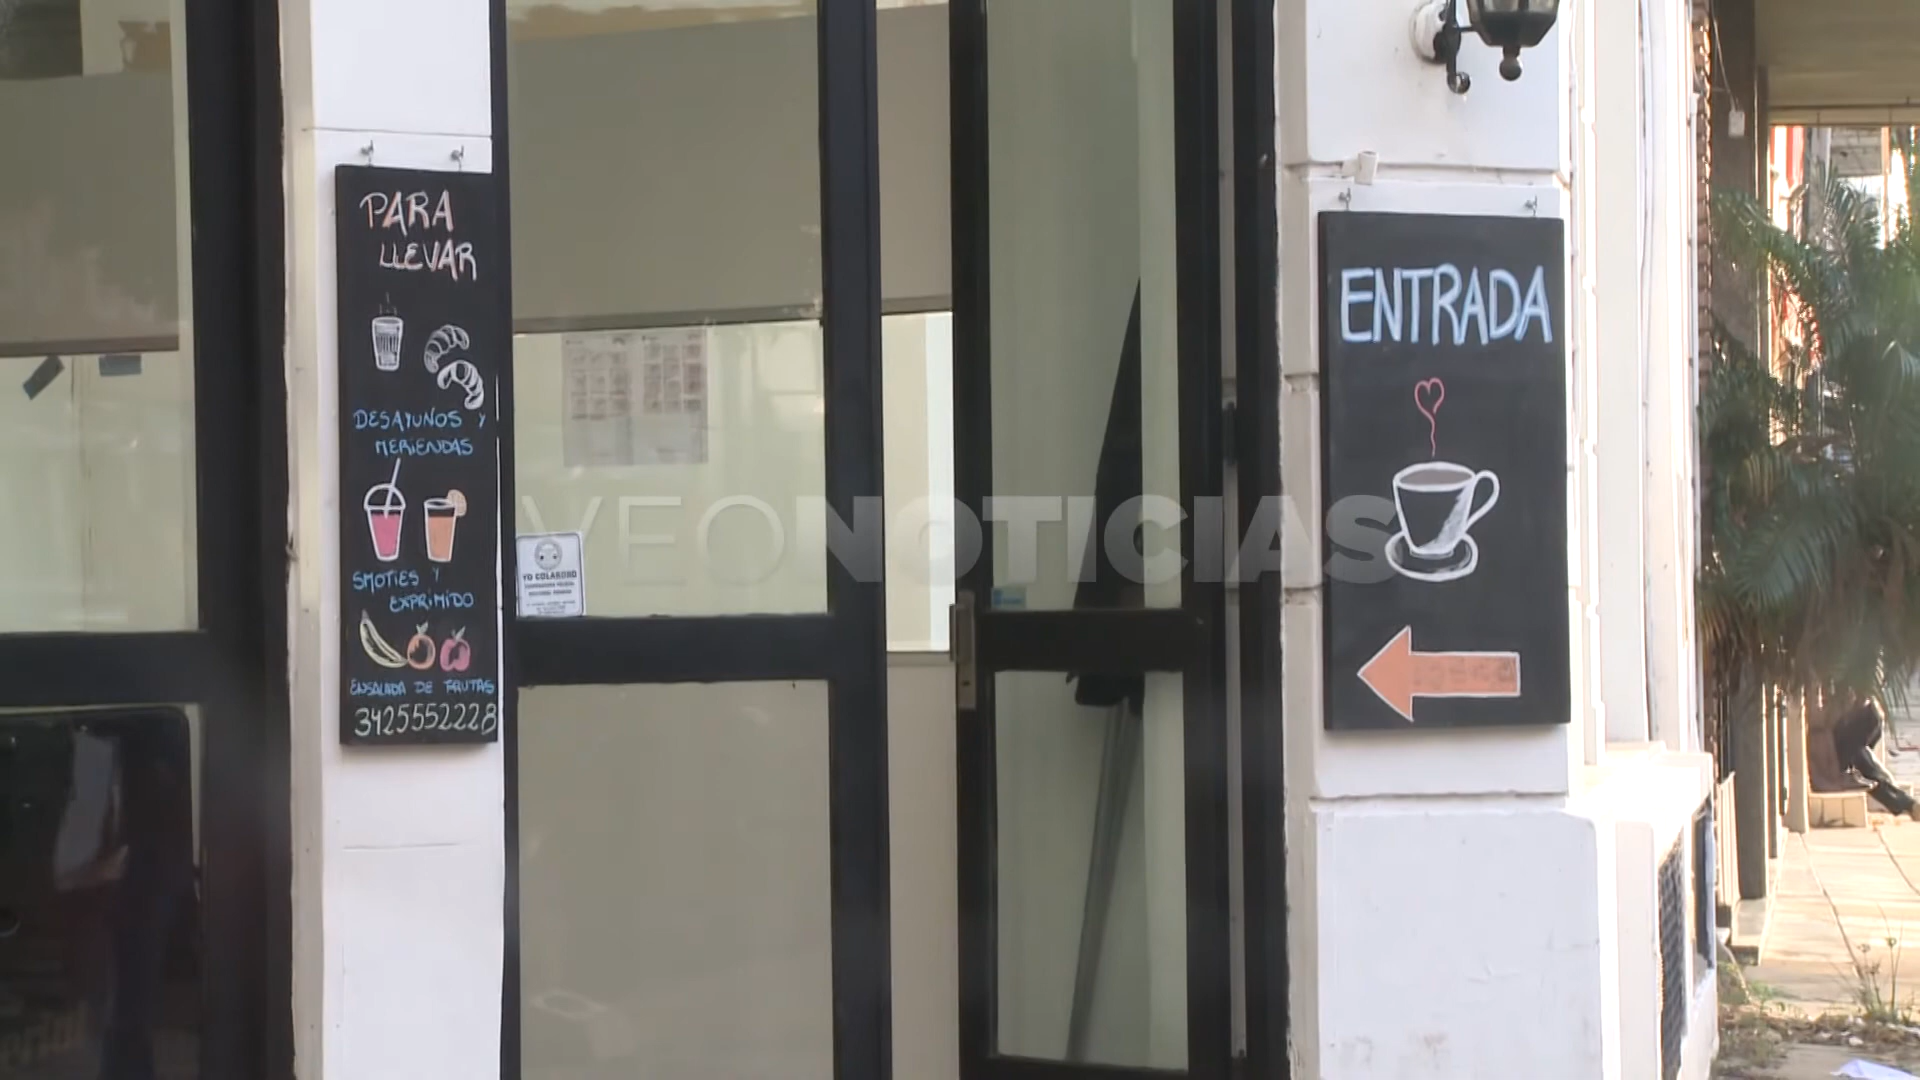 PARA
LLEVAR
DESAYUNOS Y
MERIENDAS
SMOTIES Y
EXPRIMIDO
ENSALADA DE FRUTAS
3425552228
YO COLABORO
VEONOTICIAS
ENTRADA